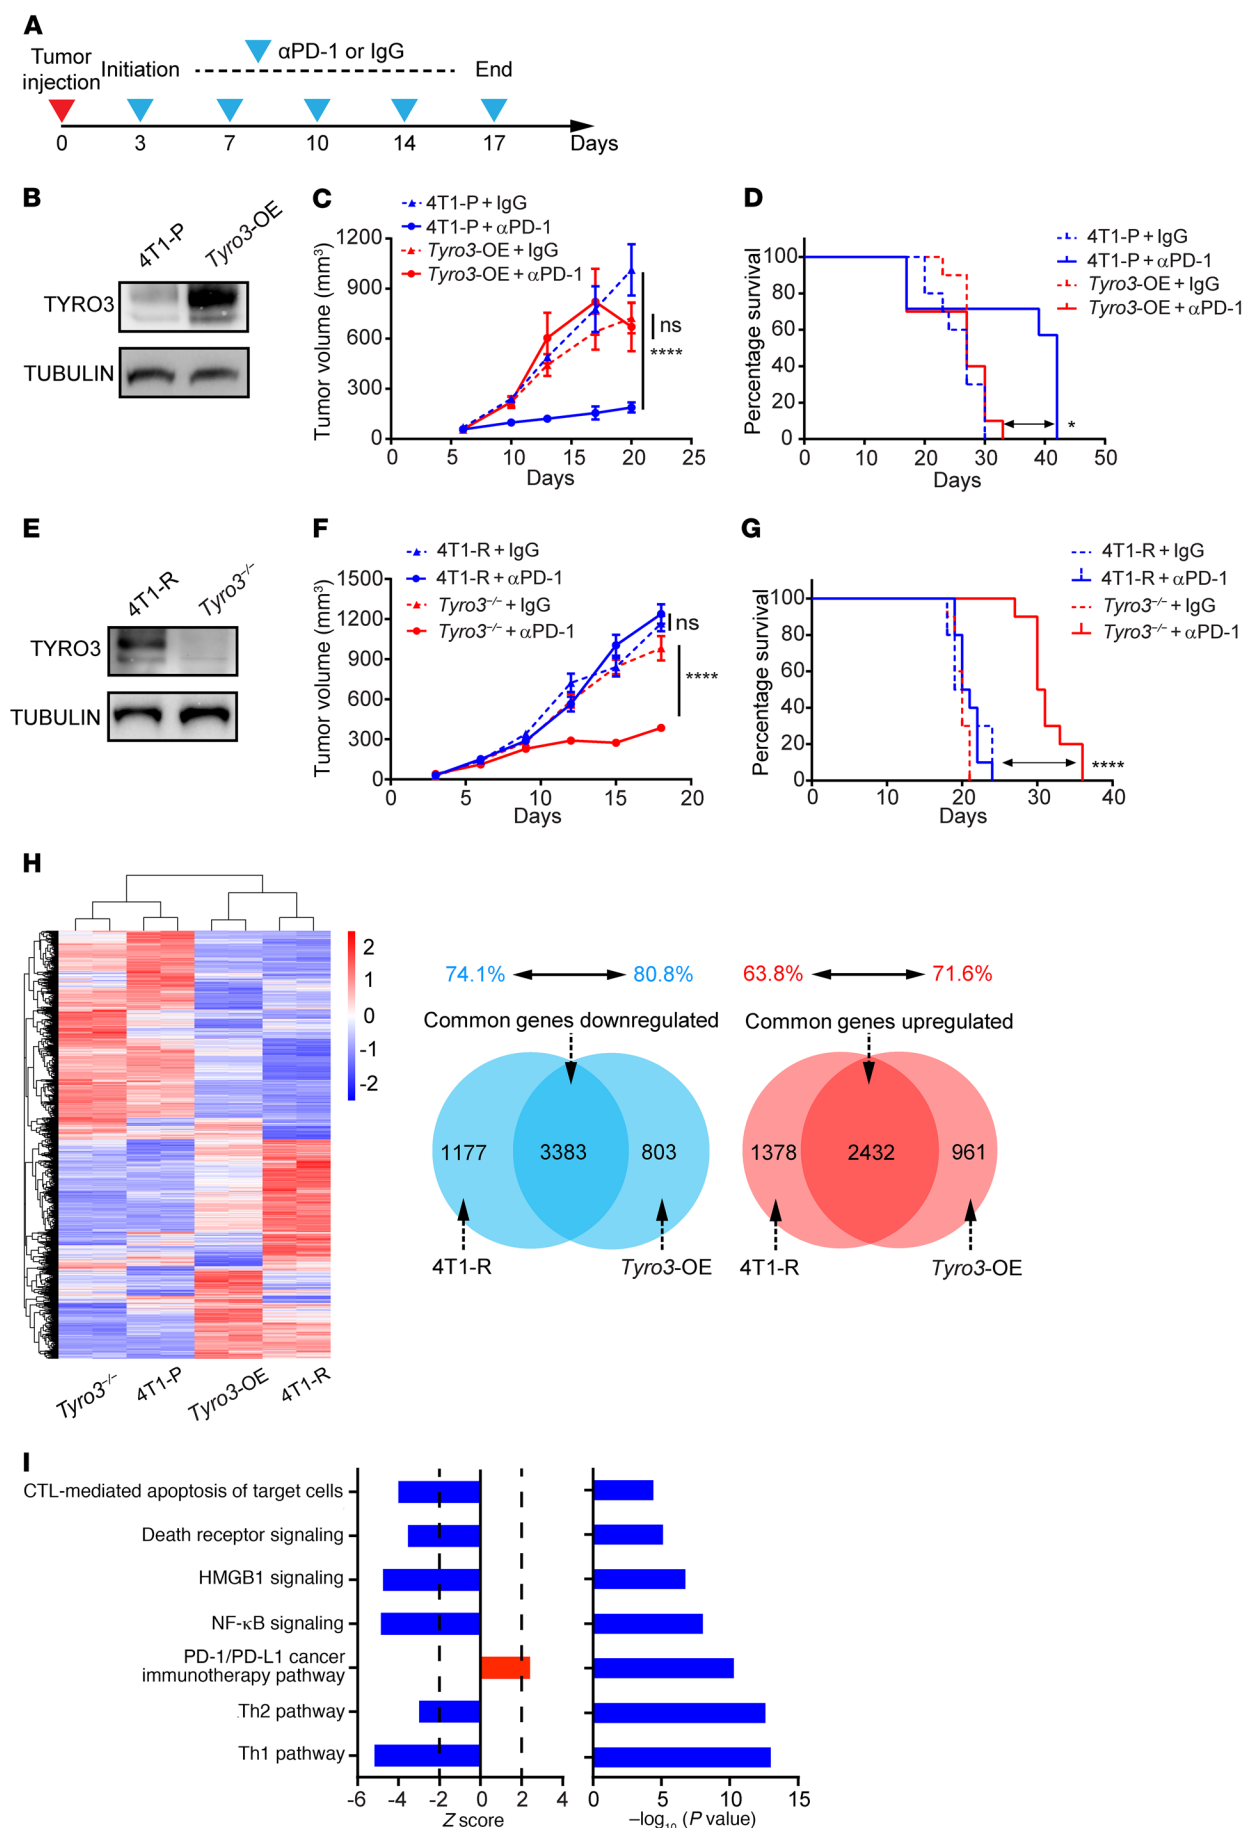 A
Tumor
injection
Initiation
αPD-1 or IgG
End
0 3 7 10 14 17 Days
B
4T1-P
Tyro3-OE
TYRO3
TUBULIN
C
4T1-P + IgG
4T1-P + αPD-1
Tyro3-OE + IgG
Tyro3-OE + αPD-1
Tumor volume (mm³)
1200
900
600
300
0
ns
****
0 5 10 15 20 25
Days
D
4T1-P + IgG
4T1-P + αPD-1
Tyro3-OE + IgG
Tyro3-OE + αPD-1
Percentage survival
100
80
60
40
20
0
*
0 10 20 30 40 50
Days
E
4T1-R
Tyro3⁻/⁻
TYRO3
TUBULIN
F
4T1-R + IgG
4T1-R + αPD-1
Tyro3⁻/⁻ + IgG
Tyro3⁻/⁻ + αPD-1
Tumor volume (mm³)
1500
1200
900
600
300
0
ns
****
0 5 10 15 20
Days
G
4T1-R + IgG
4T1-R + αPD-1
Tyro3⁻/⁻ + IgG
Tyro3⁻/⁻ + αPD-1
Percentage survival
100
80
60
40
20
0
****
0 10 20 30 40
Days
H
2
1
0
-1
-2
Tyro3⁻/⁻
4T1-P
Tyro3-OE
4T1-R
74.1% 80.8%
Common genes downregulated
1177 3383 803
4T1-R Tyro3-OE
63.8% 71.6%
Common genes upregulated
1378 2432 961
4T1-R Tyro3-OE
I
CTL-mediated apoptosis of target cells
Death receptor signaling
HMGB1 signaling
NF-κB signaling
PD-1/PD-L1 cancer
immunotherapy pathway
Th2 pathway
Th1 pathway
-6 -4 -2 0 2 4
Z score
0 5 10 15
–log₁₀ (P value)